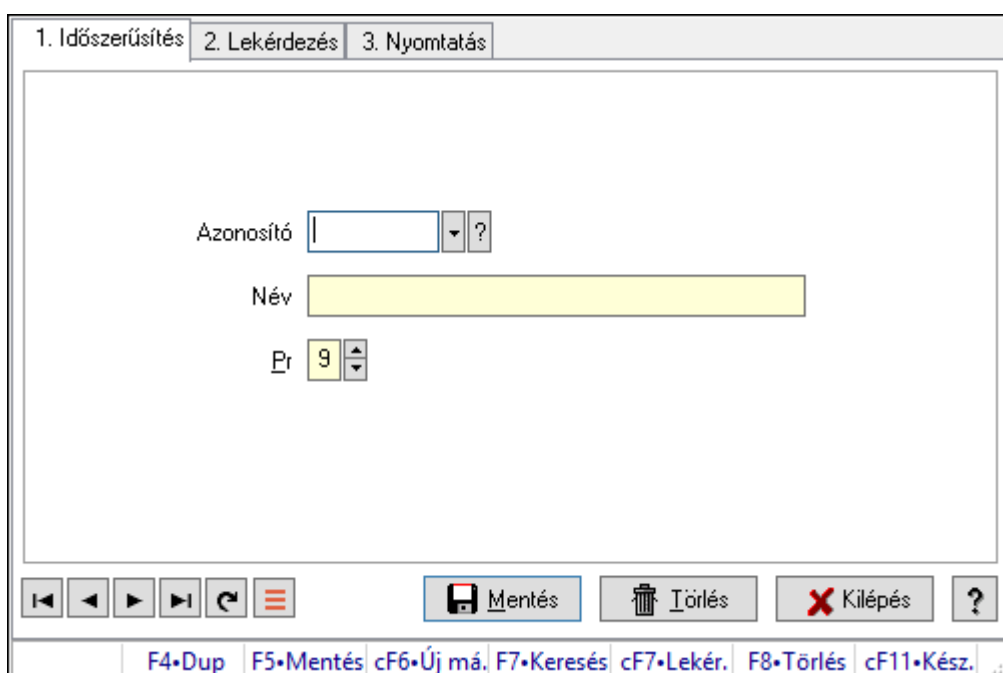 1. Időszerűsítés 2. Lekérdezés 3. Nyomtatás
Azonosító ?
Név
Pr 9
Mentés Törlés Kilépés ?
F4•Dup F5•Mentés cF6•Új má. F7•Keresés cF7•Lekér. F8•Törlés cF11•Kész.